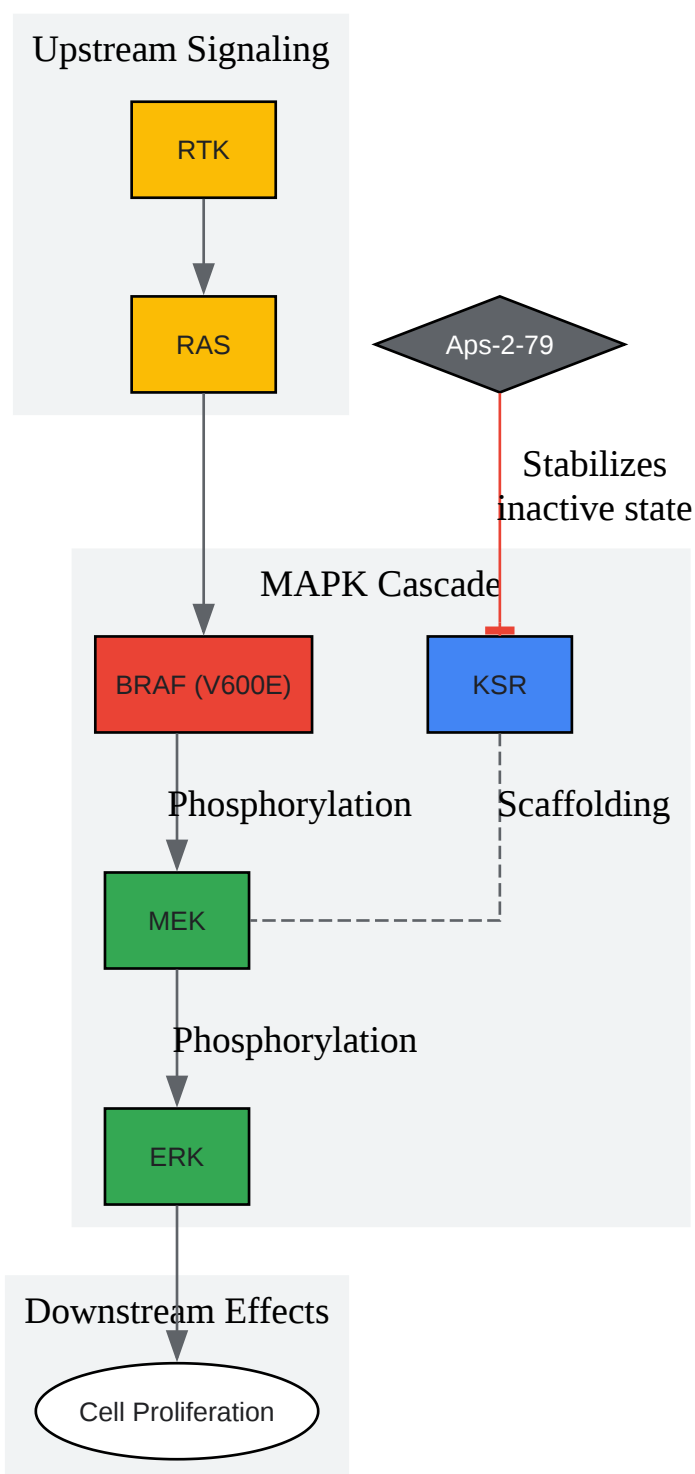 Upstream Signaling
RTK
RAS
Aps-2-79
Stabilizes
inactive state
MAPK Cascade
BRAF (V600E)
KSR
Phosphorylation
Scaffolding
MEK
Phosphorylation
ERK
Downstream Effects
Cell Proliferation